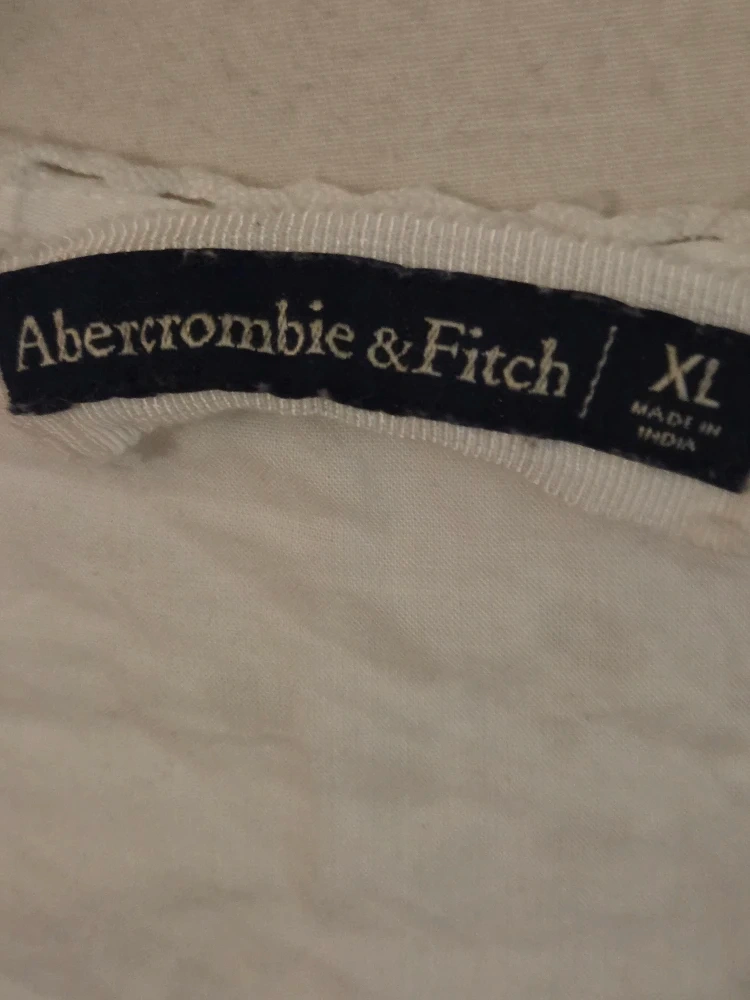 Abercrombie & Fitch | XL
MADE IN
INDIA